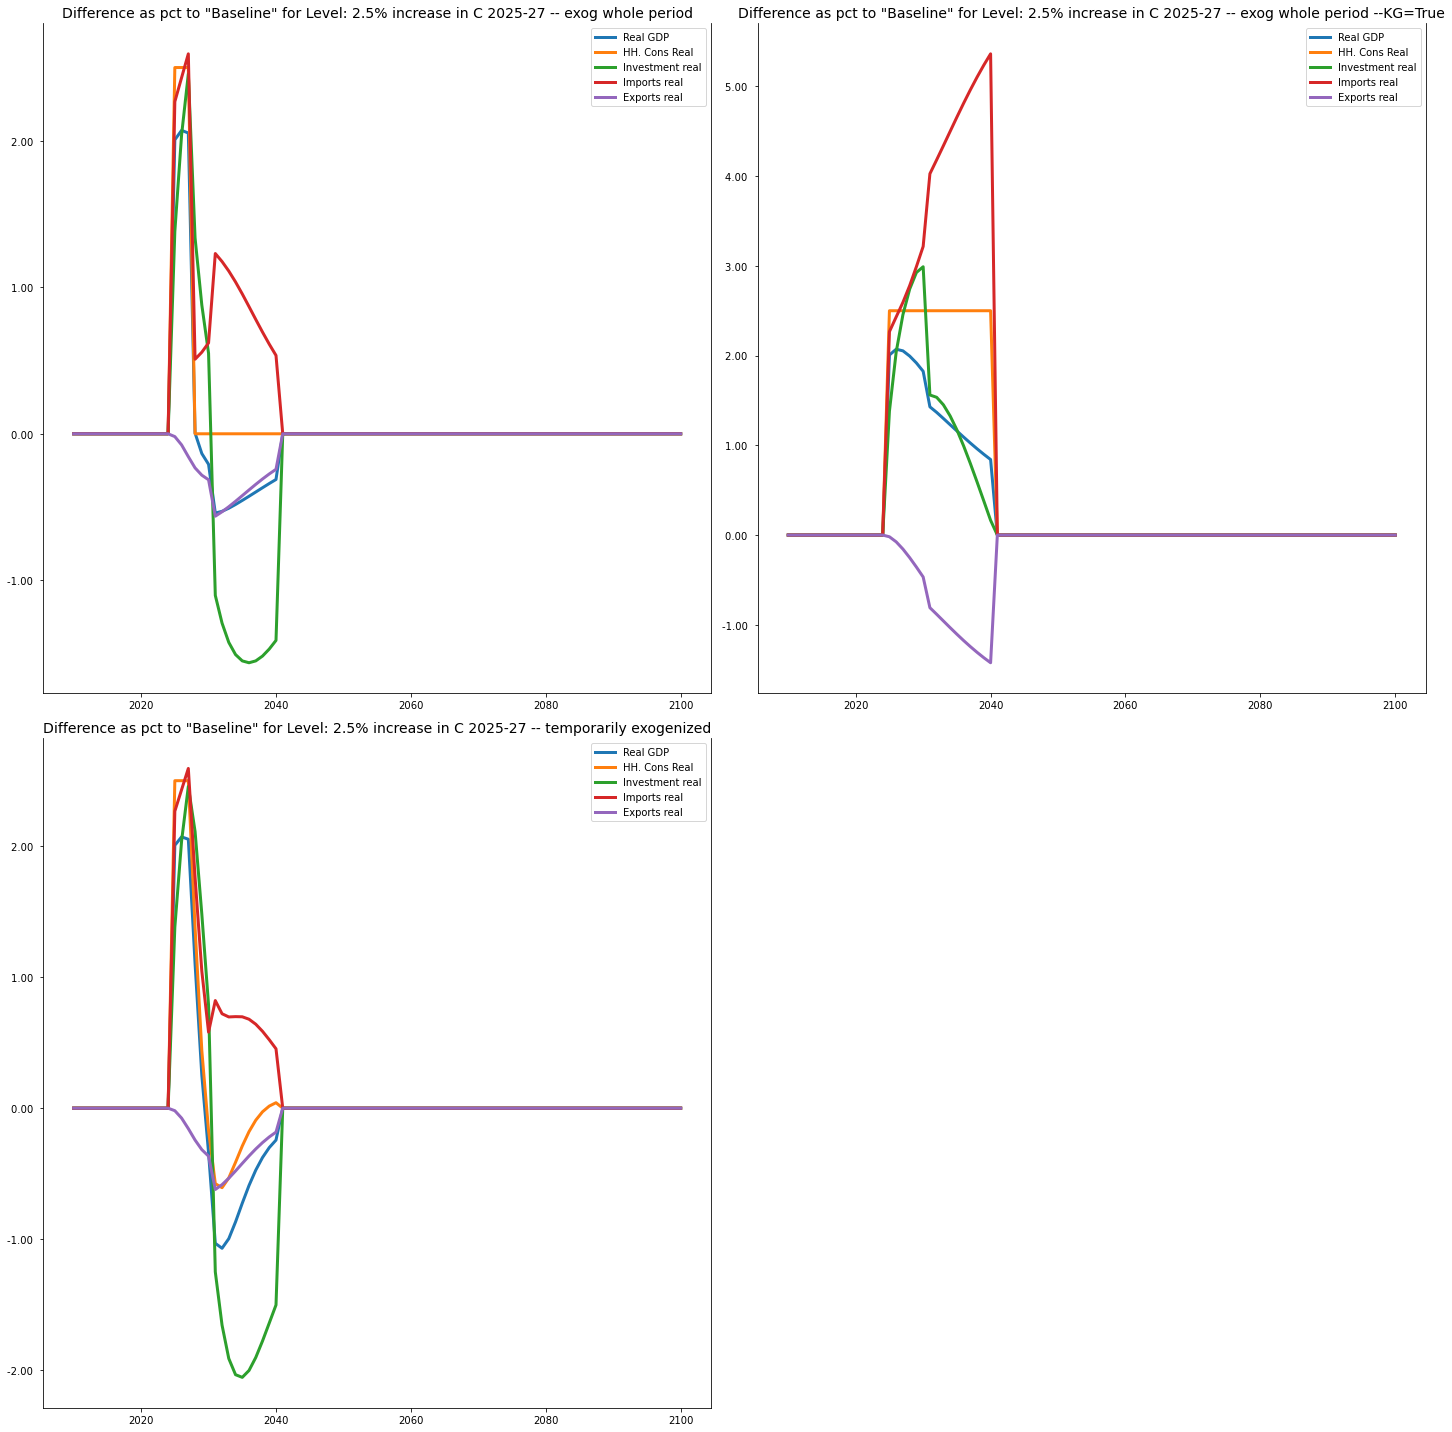 Difference as pct to "Baseline" for Level: 2.5% increase in C 2025-27 -- exog whole period
Real GDP
HH. Cons Real
Investment real
Imports real
Exports real
2.00
1.00
0.00
-1.00
2020
2040
2060
2080
2100
Difference as pct to "Baseline" for Level: 2.5% increase in C 2025-27 -- exog whole period --KG=True
Real GDP
HH. Cons Real
Investment real
Imports real
Exports real
5.00
4.00
3.00
2.00
1.00
0.00
-1.00
2020
2040
2060
2080
2100
Difference as pct to "Baseline" for Level: 2.5% increase in C 2025-27 -- temporarily exogenized
Real GDP
HH. Cons Real
Investment real
Imports real
Exports real
2.00
1.00
0.00
-1.00
-2.00
2020
2040
2060
2080
2100